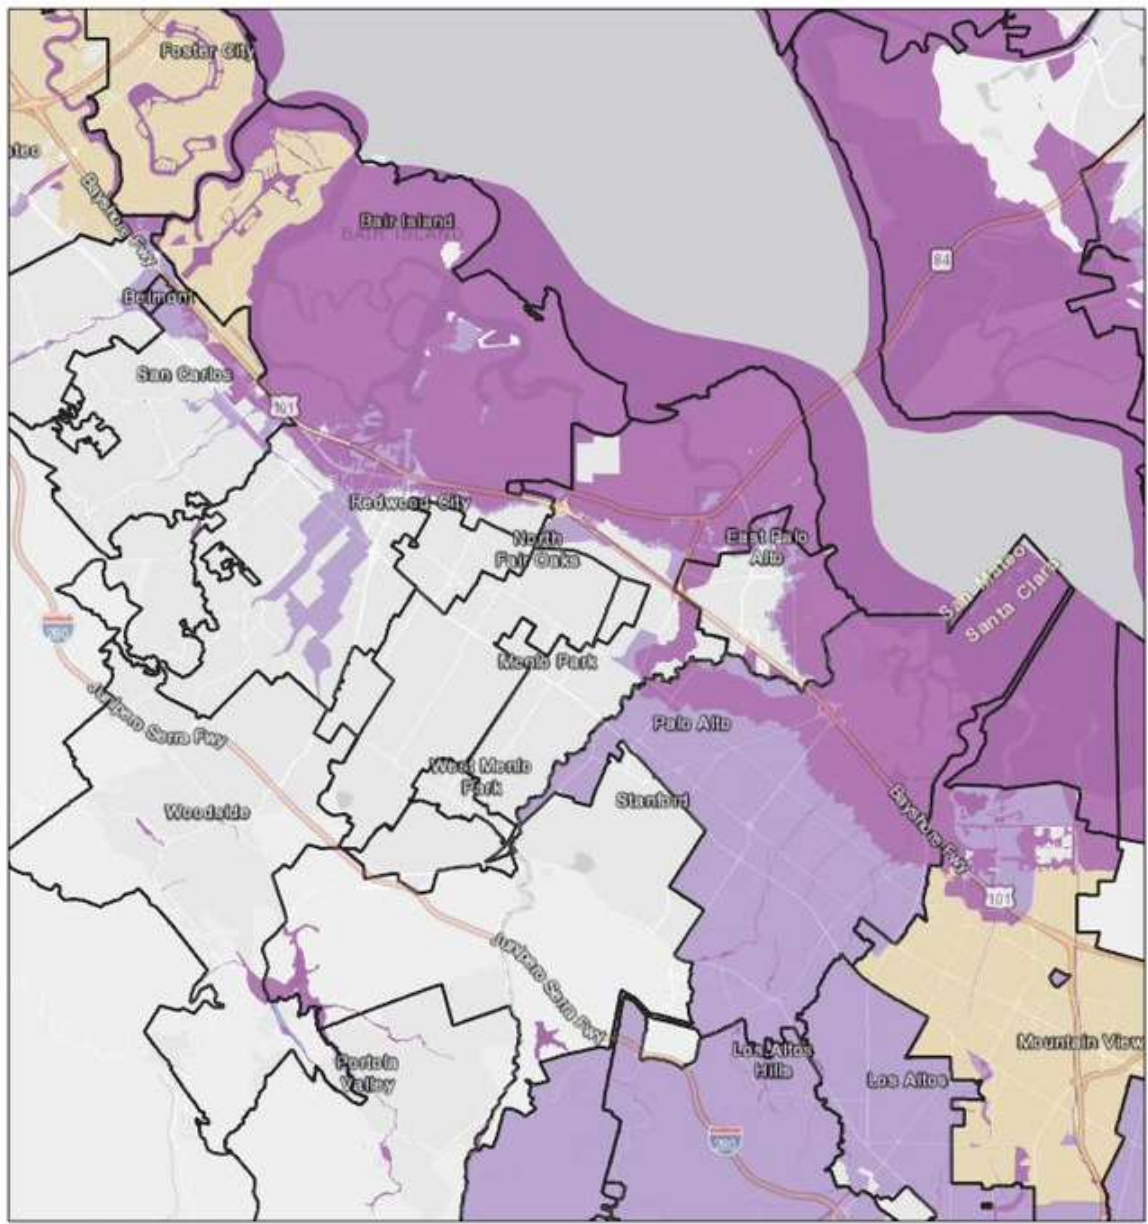 Foster City
Bayshore Fwy
Bair Island
BAIR ISLAND
84
Belmont
San Carlos
101
Redwood City
North
Fair Oaks
East Palo
Alto
San Mateo
Santa Clara
280
Menlo Park
Junipero Serra Fwy
Palo Alto
West Menlo
Park
Stanford
Woodside
Bayshore Fwy
101
Junipero Serra Fwy
Portola
Valley
Los Altos
Hills
Los Altos
Mountain View
280